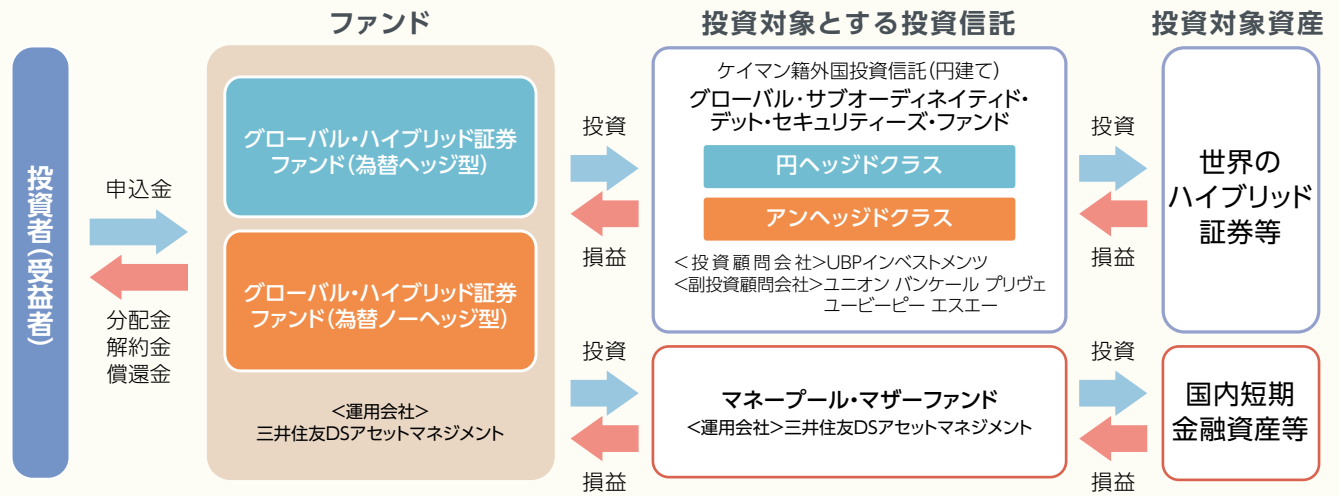 ファンド
投資対象とする投資信託
投資対象資産
投資者(受益者)
申込金
分配金
解約金
償還金
グローバル・ハイブリッド証券
ファンド(為替ヘッジ型)
グローバル・ハイブリッド証券
ファンド(為替ノーヘッジ型)
<運用会社>
三井住友DSアセットマネジメント
投資
損益
ケイマン籍外国投資信託(円建て)
グローバル・サブオーディネイティド・
デット・セキュリティーズ・ファンド
円ヘッジドクラス
アンヘッジドクラス
<投資顧問会社>UBPインベストメンツ
<副投資顧問会社>ユニオン バンケール プリヴェ
ユービーピー エスエー
投資
損益
世界の
ハイブリッド
証券等
投資
損益
マネープール・マザーファンド
<運用会社>三井住友DSアセットマネジメント
投資
損益
国内短期
金融資産等